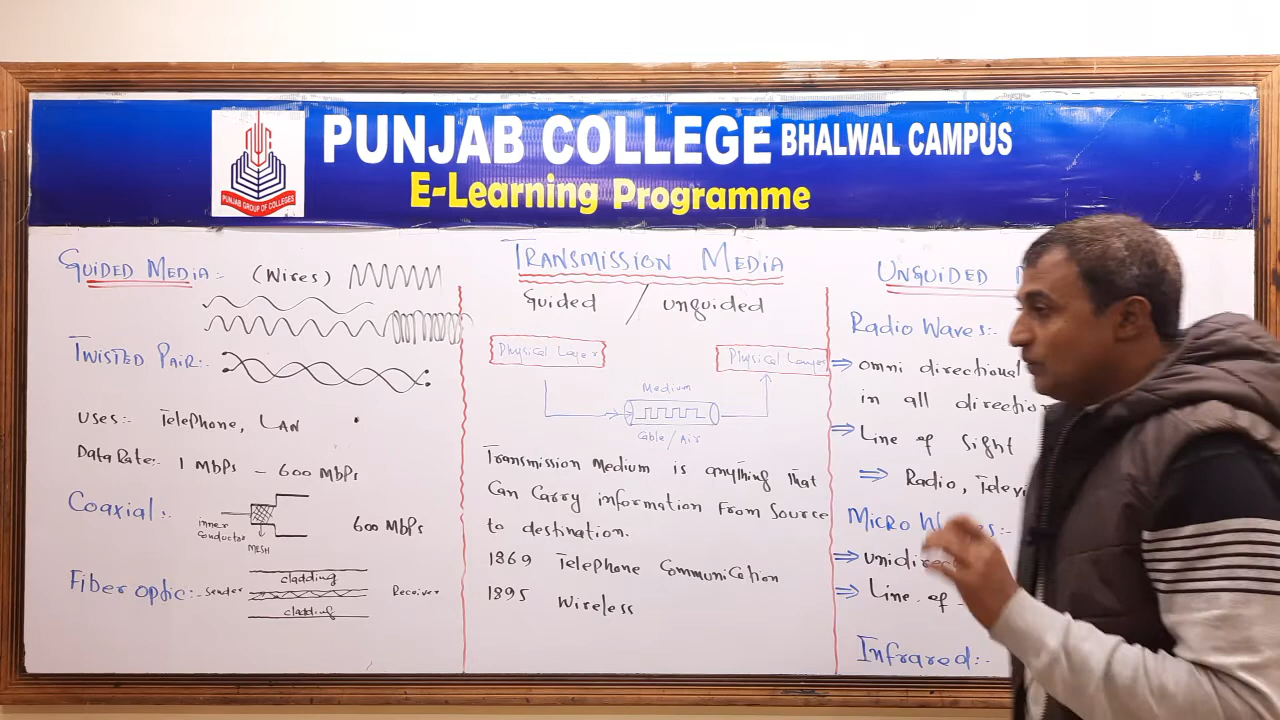 PUNJAB COLLEGE BHALWAL CAMPUS
E-Learning Programme
PUNJAB GROUP OF COLLEGES
GUIDED MEDIA:- (Wires)
TWISTED PAIR:-
Uses:- Telephone, LAN
Data Rate:- 1 MbPs - 600 MbPs
Coaxial:-
inner
conductor
MESH
600 MbPs
Fiber optic:- Sender
cladding
cladding
Receiver
TRANSMISSION MEDIA
Guided / unguided
Physical Layer
Physical Layer
Medium
Cable/Air
Transmission Medium is anything that
Can Carry information From Source
to destination.
1869 Telephone Communication
1895 Wireless
UNGUIDED
Radio Waves:-
⇒ omni directional
in all direction
⇒ Line of Sight
⇒ Radio,
MICRO WAVES:-
⇒
⇒ Line of
Infrared:-